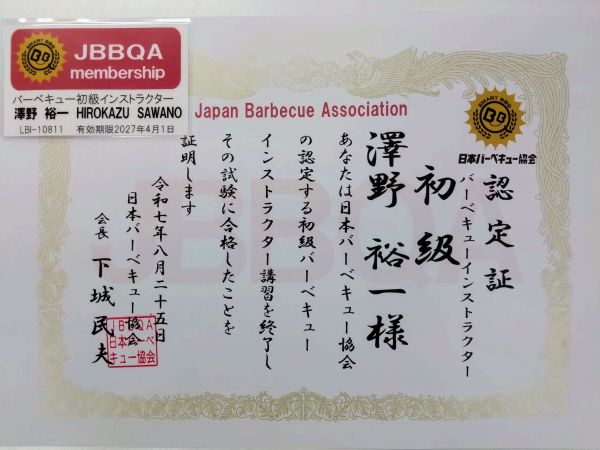 SMART BBQ
BQ
JBBQA
membership
バーベキュー初級インストラクター
澤野 裕一 HIROKAZU SAWANO
LBI-10811 有効期限2027年4月1日
Japan Barbecue Association
SMART BBQ
BQ
日本バーベキュー協会
認定証
バーベキューインストラクター
初級
澤野 裕一様
あなたは日本バーベキュー協会
の認定する初級バーベキュー
インストラクター講習を終了し
その試験に合格したことを
証明します
令和七年八月二十五日
日本バーベキュー協会
会長 下城民夫
JBBQA
日本バーベ
キュー協会
JBBQA